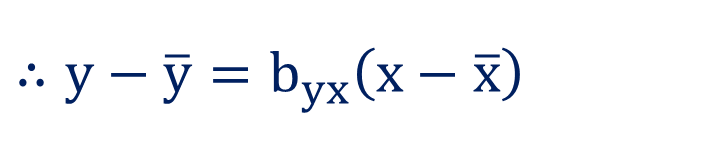 ∴ y − y̅ = b_yx(x − x̅)